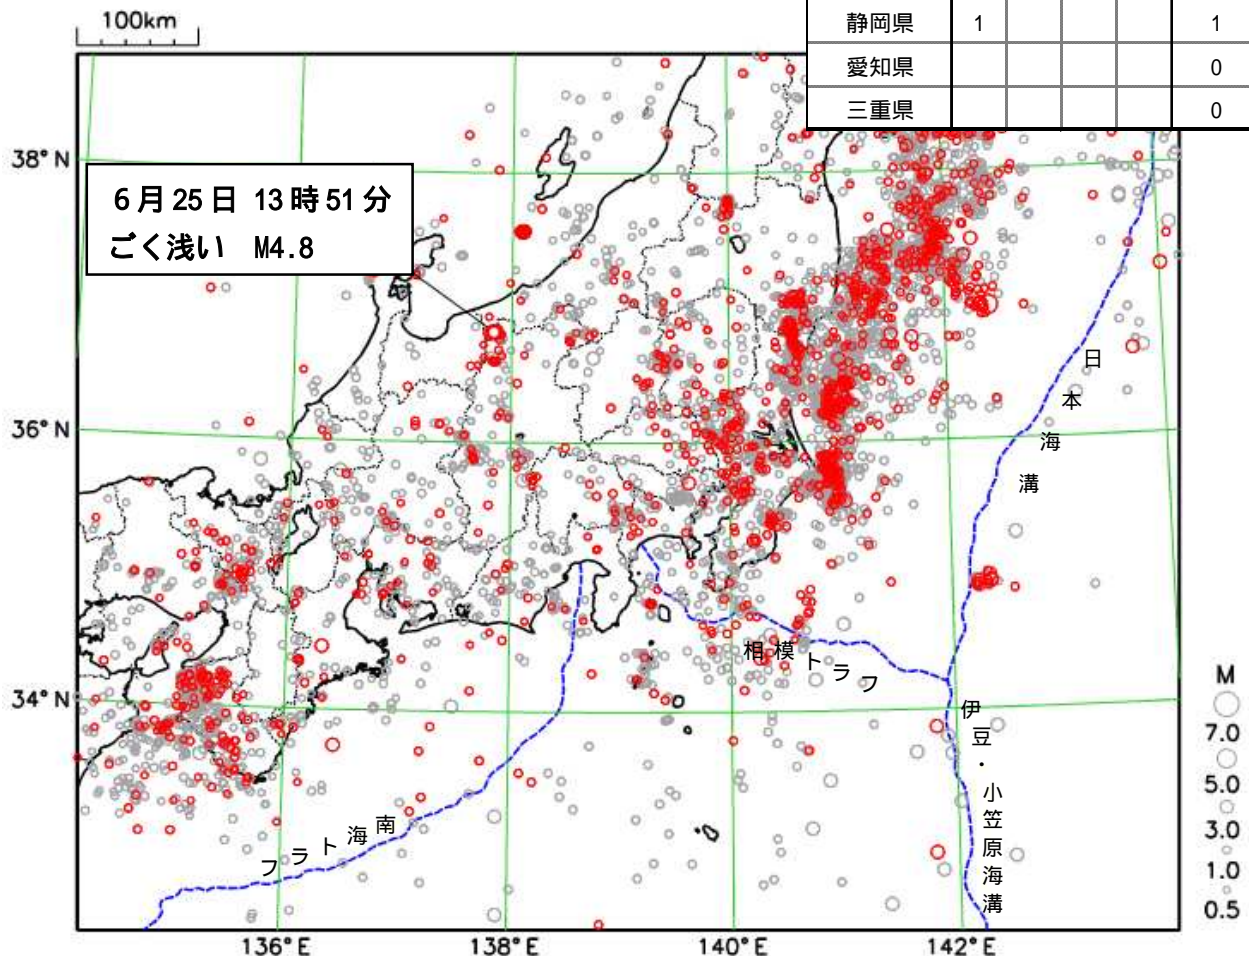 100km
静岡県 1 1
愛知県 0
三重県 0
38° N
6月25日 13時51分
ごく浅い M4.8
36° N
34° N
日本海溝
相模トラフ
伊豆・小笠原海溝
南海トラフ
M
7.0
5.0
3.0
1.0
0.5
136°E 138°E 140°E 142°E